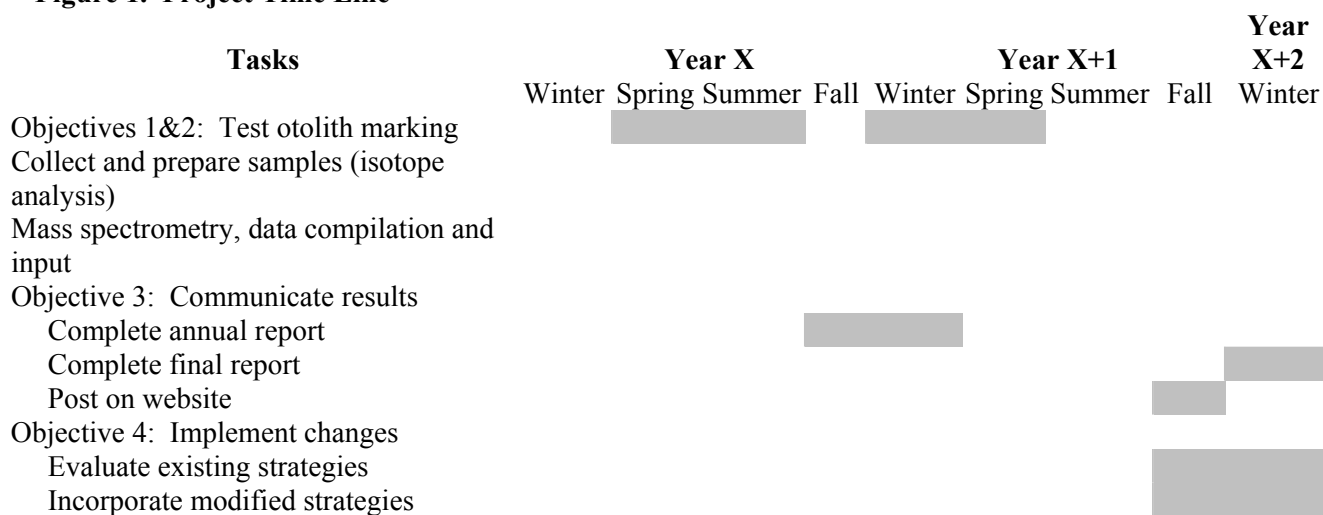 Figure 1. Project Time Line
Year
Tasks Year X Year X+1 X+2
Winter Spring Summer Fall Winter Spring Summer Fall Winter
Objectives 1&2: Test otolith marking
Collect and prepare samples (isotope
analysis)
Mass spectrometry, data compilation and
input
Objective 3: Communicate results
Complete annual report
Complete final report
Post on website
Objective 4: Implement changes
Evaluate existing strategies
Incorporate modified strategies